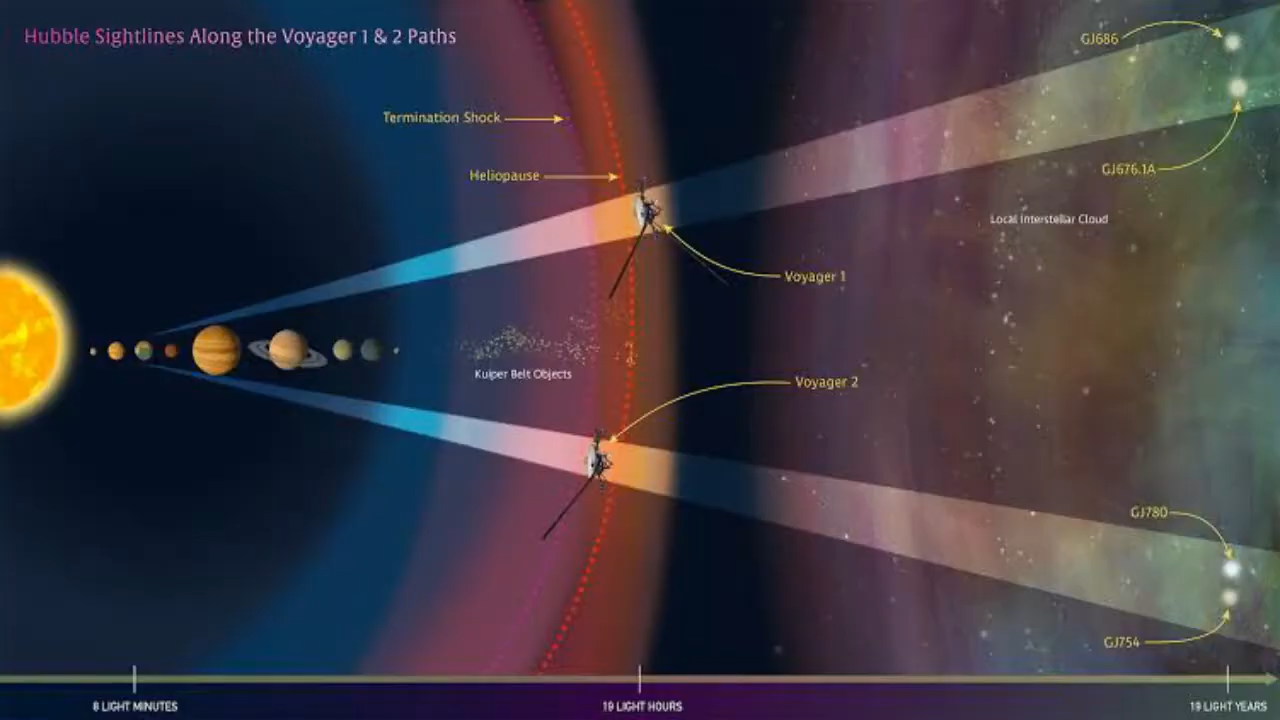 Hubble Sightlines Along the Voyager 1 & 2 Paths
GJ686
Termination Shock
Heliopause
GJ676.1A
Local Interstellar Cloud
Voyager 1
Kuiper Belt Objects
Voyager 2
GJ780
GJ754
8 LIGHT MINUTES
19 LIGHT HOURS
19 LIGHT YEARS